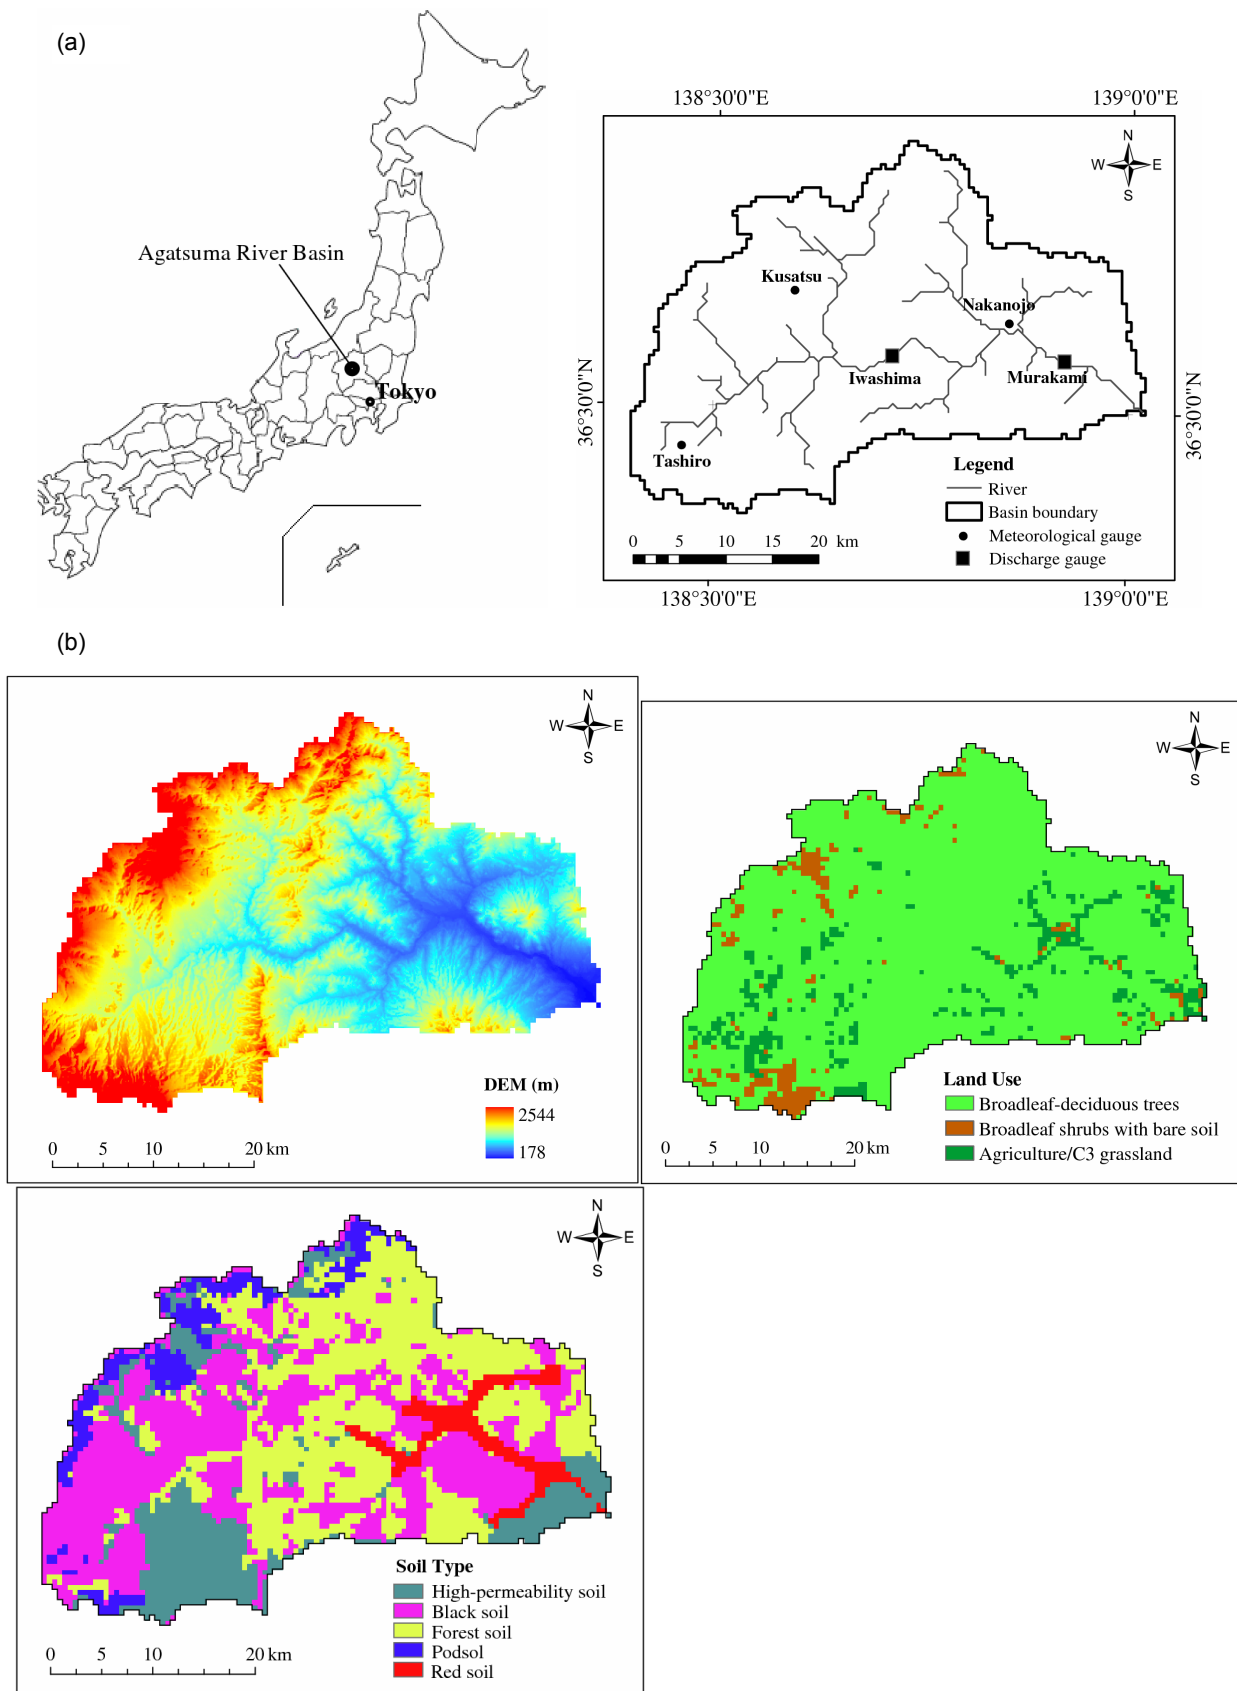 (a)
Agatsuma River Basin
Tokyo
138°30'0"E 139°0'0"E
N
W E
S
Kusatsu
Nakanojo
Iwashima
Murakami
Tashiro
36°30'0"N
36°30'0"N
Legend
River
Basin boundary
Meteorological gauge
Discharge gauge
0 5 10 15 20 km
138°30'0"E 139°0'0"E
(b)
N
W E
S
DEM (m)
2544
178
0 5 10 20 km
N
W E
S
Land Use
Broadleaf-deciduous trees
Broadleaf shrubs with bare soil
Agriculture/C3 grassland
0 5 10 20 km
N
W E
S
Soil Type
High-permeability soil
Black soil
Forest soil
Podsol
Red soil
0 5 10 20 km